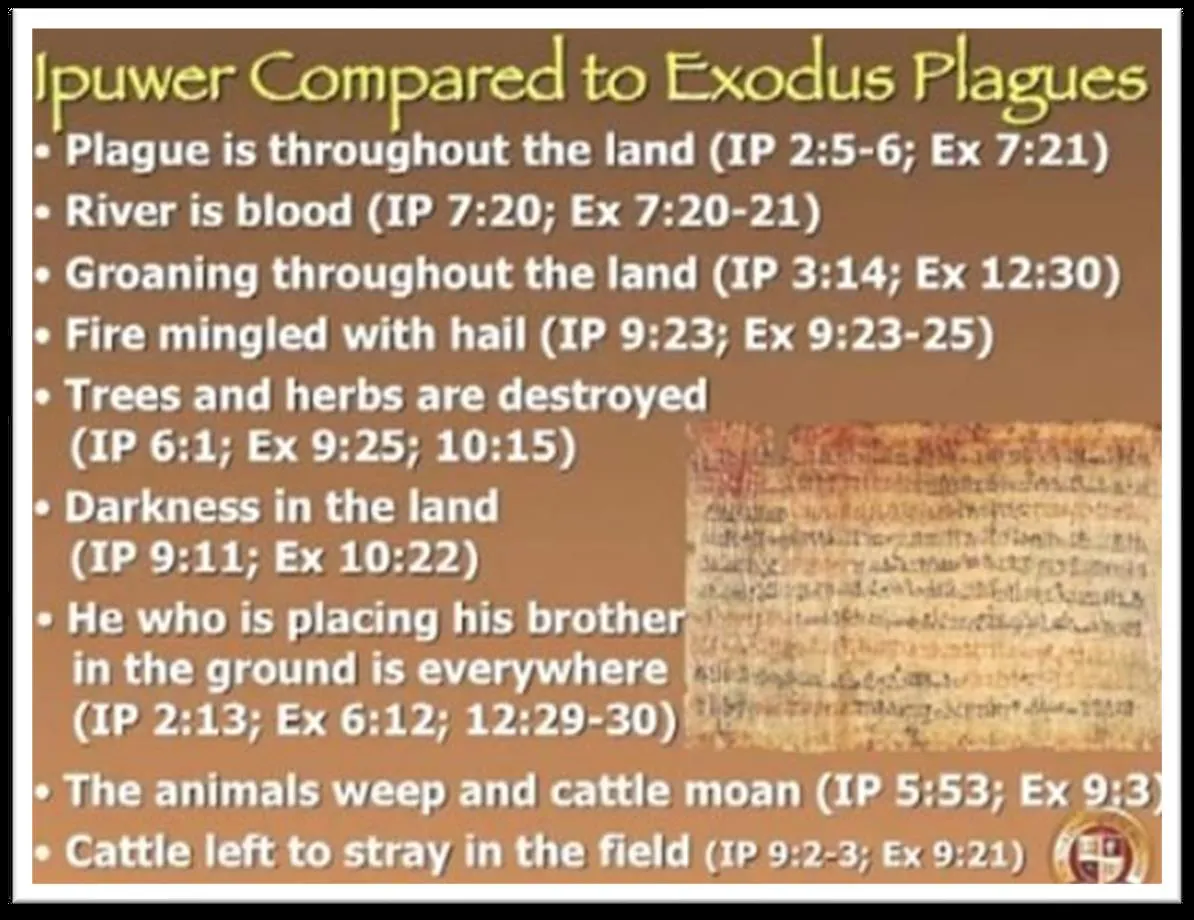 Ipuwer Compared to Exodus Plagues
• Plague is throughout the land (IP 2:5-6; Ex 7:21)
• River is blood (IP 7:20; Ex 7:20-21)
• Groaning throughout the land (IP 3:14; Ex 12:30)
• Fire mingled with hail (IP 9:23; Ex 9:23-25)
• Trees and herbs are destroyed
(IP 6:1; Ex 9:25; 10:15)
• Darkness in the land
(IP 9:11; Ex 10:22)
• He who is placing his brother
in the ground is everywhere
(IP 2:13; Ex 6:12; 12:29-30)
• The animals weep and cattle moan (IP 5:53; Ex 9:3)
• Cattle left to stray in the field (IP 9:2-3; Ex 9:21)